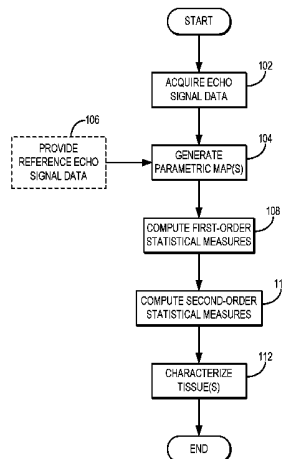 START
102
ACQUIRE ECHO
SIGNAL DATA
106
PROVIDE
REFERENCE ECHO
SIGNAL DATA
104
GENERATE
PARAMETRIC MAP(S)
108
COMPUTE FIRST-ORDER
STATISTICAL MEASURES
11
COMPUTE SECOND-ORDER
STATISTICAL MEASURES
112
CHARACTERIZE
TISSUE(S)
END